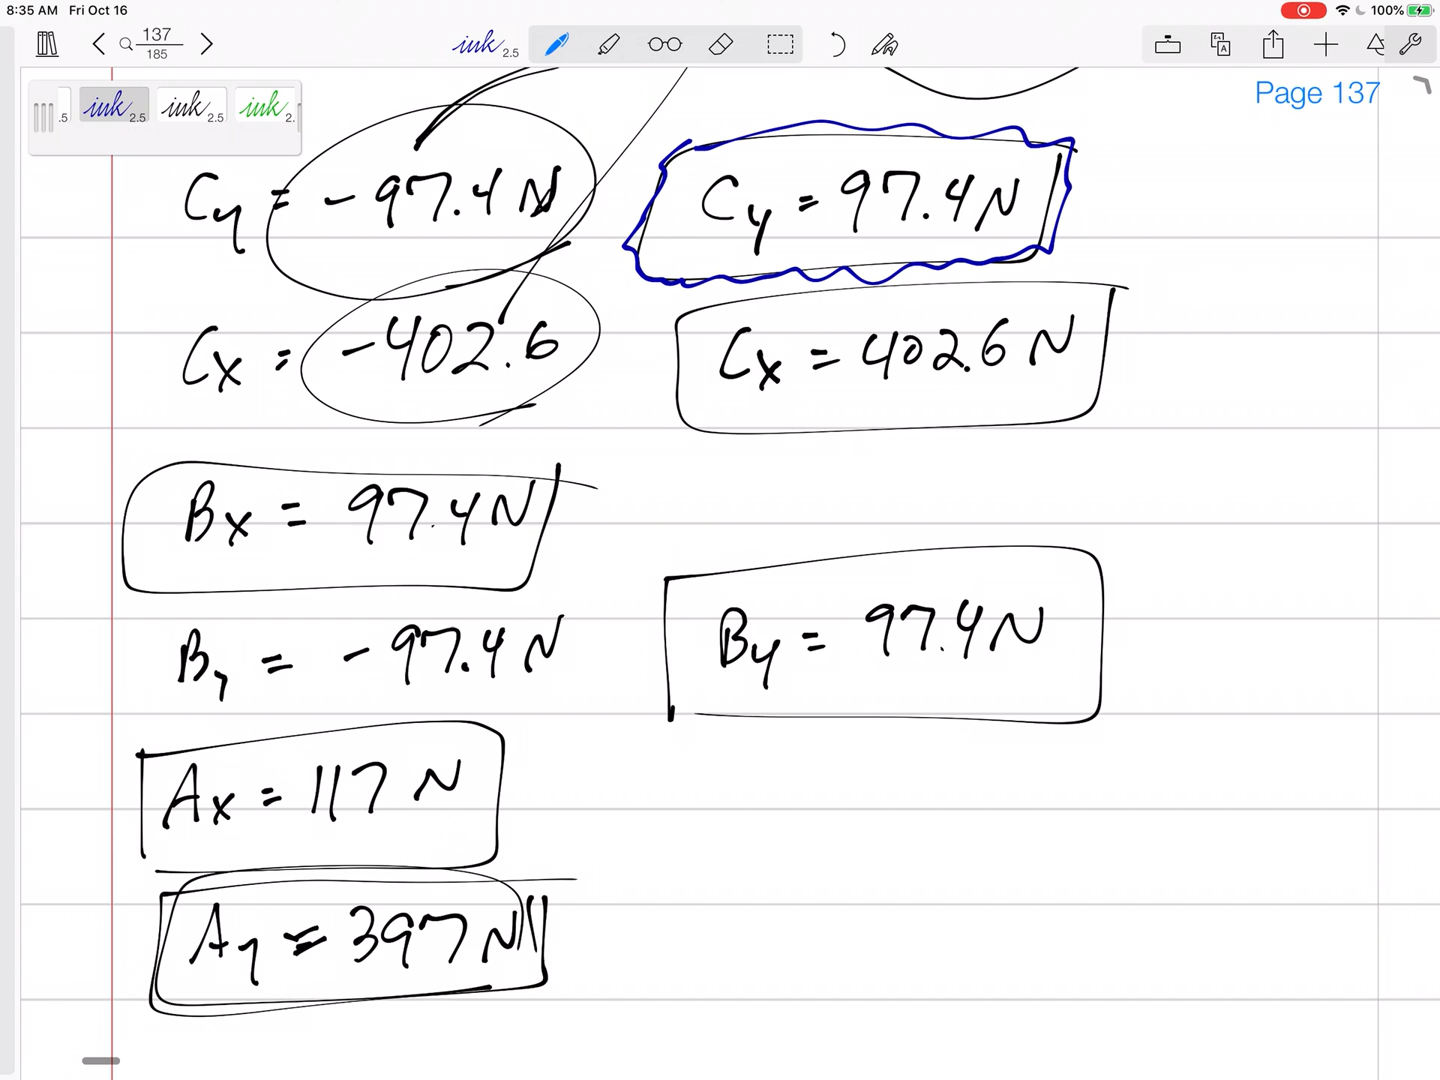 8:35 AM Fri Oct 16
100%
137
185
ink 2.5
.5 ink 2.5 ink 2.5 ink 2.
Page 137
Cy = -97.4 N
Cy = 97.4 N
Cx = -402.6
Cx = 402.6 N
Bx = 97.4 N
By = -97.4 N
By = 97.4 N
Ax = 117 N
Ay = 397 N